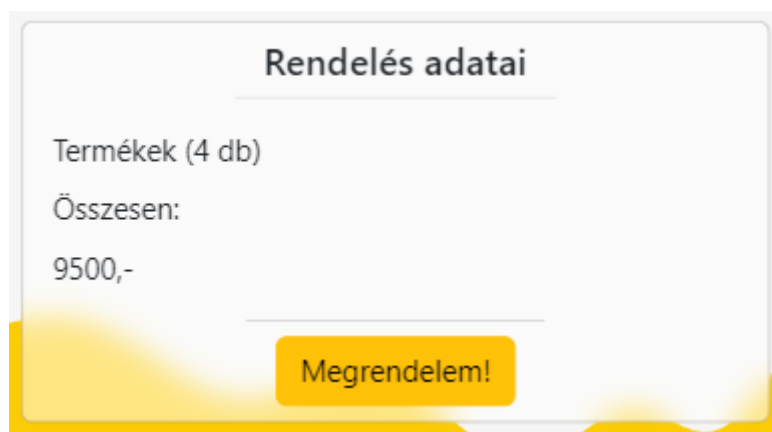 Rendelés adatai
Termékek (4 db)
Összesen:
9500,-
Megrendelem!